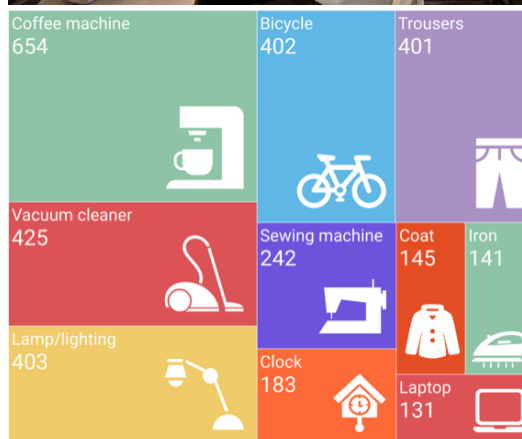 Coffee machine
654
Bicycle
402
Trousers
401
Vacuum cleaner
425
Sewing machine
242
Coat
145
Iron
141
Lamp/lighting
403
Clock
183
Laptop
131